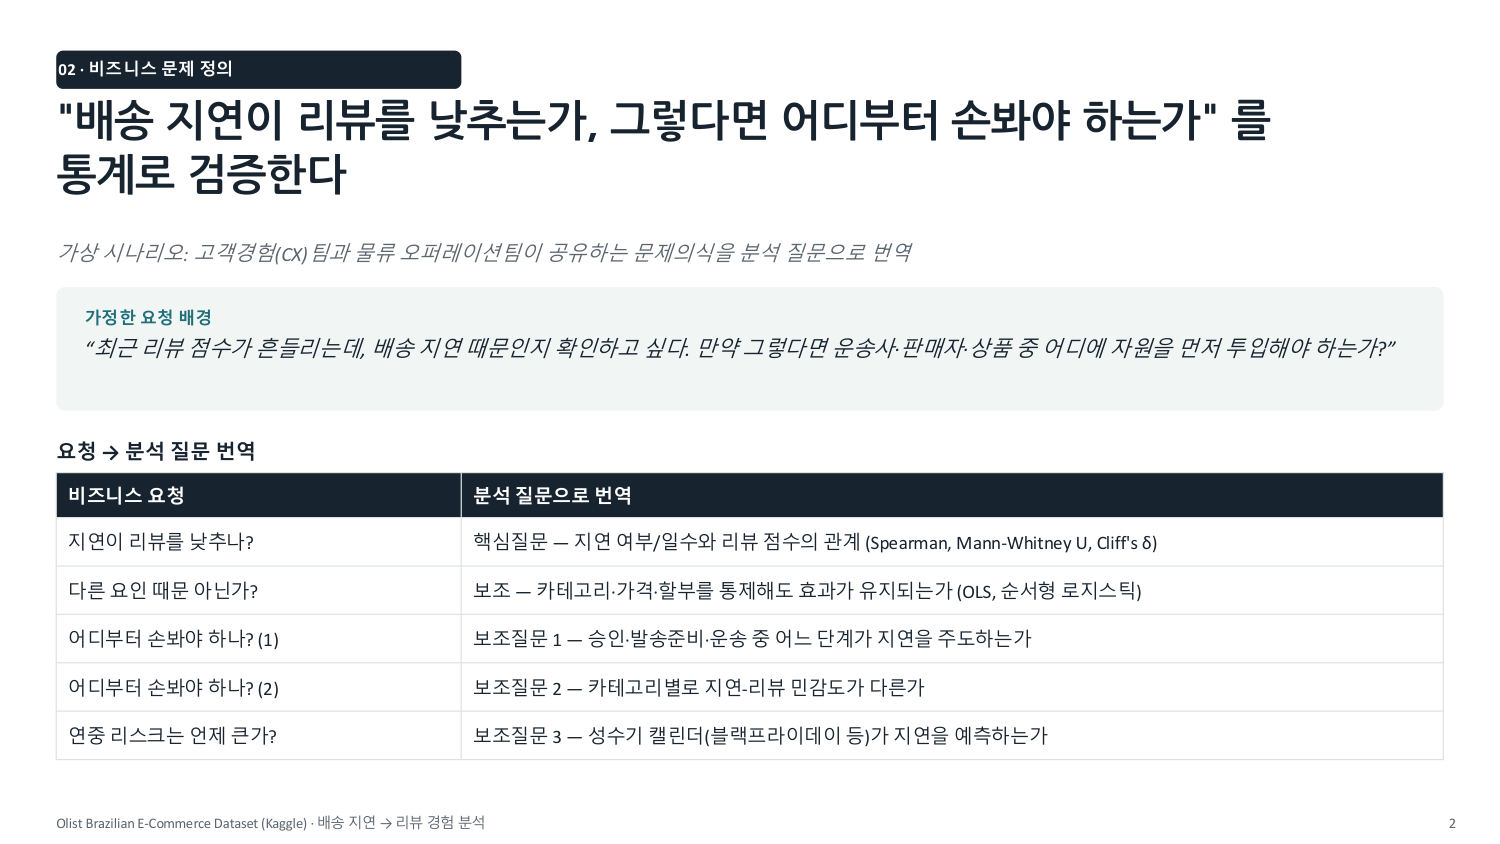 02 · 비즈니스 문제 정의
"배송 지연이 리뷰를 낮추는가, 그렇다면 어디부터 손봐야 하는가" 를
통계로 검증한다
가상 시나리오: 고객경험(CX) 팀과 물류 오퍼레이션팀이 공유하는 문제의식을 분석 질문으로 번역
가정한 요청 배경
“최근 리뷰 점수가 흔들리는데, 배송 지연 때문인지 확인하고 싶다. 만약 그렇다면 운송사·판매자·상품 중 어디에 자원을 먼저 투입해야 하는가?”
요청 → 분석 질문 번역
비즈니스 요청 분석 질문으로 번역
지연이 리뷰를 낮추나? 핵심질문 — 지연 여부/일수와 리뷰 점수의 관계 (Spearman, Mann-Whitney U, Cliff's δ)
다른 요인 때문 아닌가? 보조 — 카테고리·가격·할부를 통제해도 효과가 유지되는가 (OLS, 순서형 로지스틱)
어디부터 손봐야 하나? (1) 보조질문 1 — 승인·발송준비·운송 중 어느 단계가 지연을 주도하는가
어디부터 손봐야 하나? (2) 보조질문 2 — 카테고리별로 지연-리뷰 민감도가 다른가
연중 리스크는 언제 큰가? 보조질문 3 — 성수기 캘린더(블랙프라이데이 등)가 지연을 예측하는가
Olist Brazilian E-Commerce Dataset (Kaggle) · 배송 지연 → 리뷰 경험 분석 2